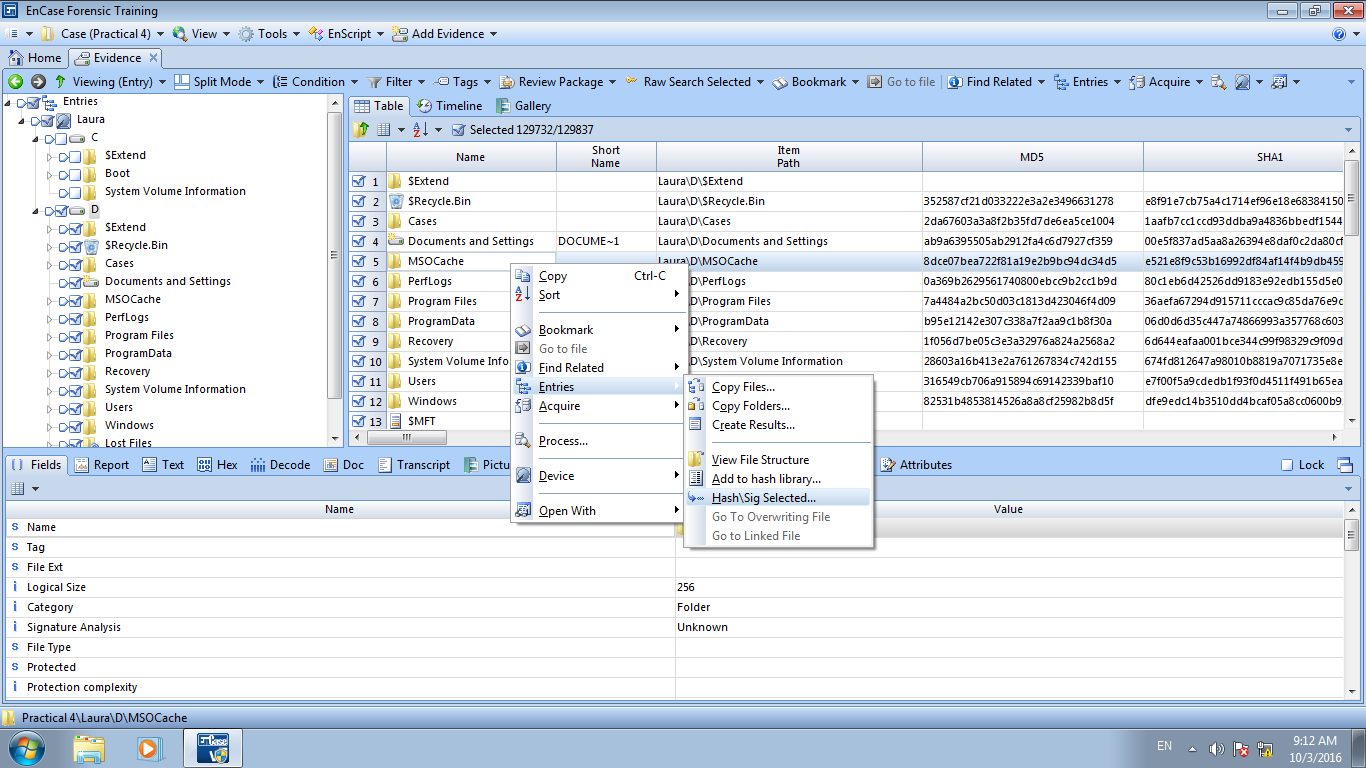 EnCase Forensic Training
Case (Practical 4) View Tools EnScript Add Evidence
Home Evidence
Viewing (Entry) Split Mode Condition Filter Tags Review Package Raw Search Selected Bookmark Go to file Find Related Entries Acquire
Entries
Laura
C
$Extend
Boot
System Volume Information
D
$Extend
$Recycle.Bin
Cases
Documents and Settings
MSOCache
PerfLogs
Program Files
ProgramData
Recovery
System Volume Information
Users
Windows
Lost Files
Table Timeline Gallery
Selected 129732/129837
Name Short Name Item Path MD5 SHA1
1 $Extend Laura\D\$Extend
2 $Recycle.Bin Laura\D\$Recycle.Bin 352587cf21d033222e3a2e3496631278 e8f91e7cb75a4c1714ef96e18e68384150
3 Cases Laura\D\Cases 2da67603a3a8f2b35fd7de6ea5ce1004 1aafb7cc1ccd93ddba9a4836bbedf1544
4 Documents and Settings DOCUME~1 Laura\D\Documents and Settings ab9a6395505ab2912fa4c6d7927cf359 00e5f837ad5aa8a26394e8daf0c2da80cf
5 MSOCache Laura\D\MSOCache 8dce07bea722f81a19e2b9bc94dc34d5 e521e8f9c53b16992df84af14f4b9db459
6 PerfLogs \D\PerfLogs 0a369b2629561740800ebcc9b2cc1b9d 80c1eb6d42526dd9183e92edb155d5e0
7 Program Files \D\Program Files 7a4484a2bc50d03c1813d423046f4d09 36aefa67294d915711cccac9c85da76e9d
8 ProgramData \D\ProgramData b95e12142e307c338a7f2aa9c1b8f30a 06d0d6d35c447a74866993a357768c603
9 Recovery \D\Recovery 1f056d7be05c3e3a32976a824a2568a2 6d644eafaa001bce344c99f98329c9f09d
10 System Volume Info \D\System Volume Information 28603a16b413e2a761267834c742d155 674fd812647a98010b8819a7071735e8e
11 Users 316549cb706a915894c69142339baf10 e7f00f5a9cdedb1f93f0d4511f491b65ea
12 Windows 82531b4853814526a8a8cf25982b8d5f dfe9edc14b3510dd4bcaf05a8cc0600b9
13 $MFT
Copy Ctrl-C
Sort
Bookmark
Go to file
Find Related
Entries
Acquire
Process...
Device
Open With
Copy Files...
Copy Folders...
Create Results...
View File Structure
Add to hash library...
Hash\Sig Selected...
Go To Overwriting File
Go to Linked File
Fields Report Text Hex Decode Doc Transcript Pictu Attributes Lock
Name Value
Name
Tag
File Ext
Logical Size 256
Category Folder
Signature Analysis Unknown
File Type
Protected
Protection complexity
Practical 4\Laura\D\MSOCache
EN 9:12 AM
10/3/2016